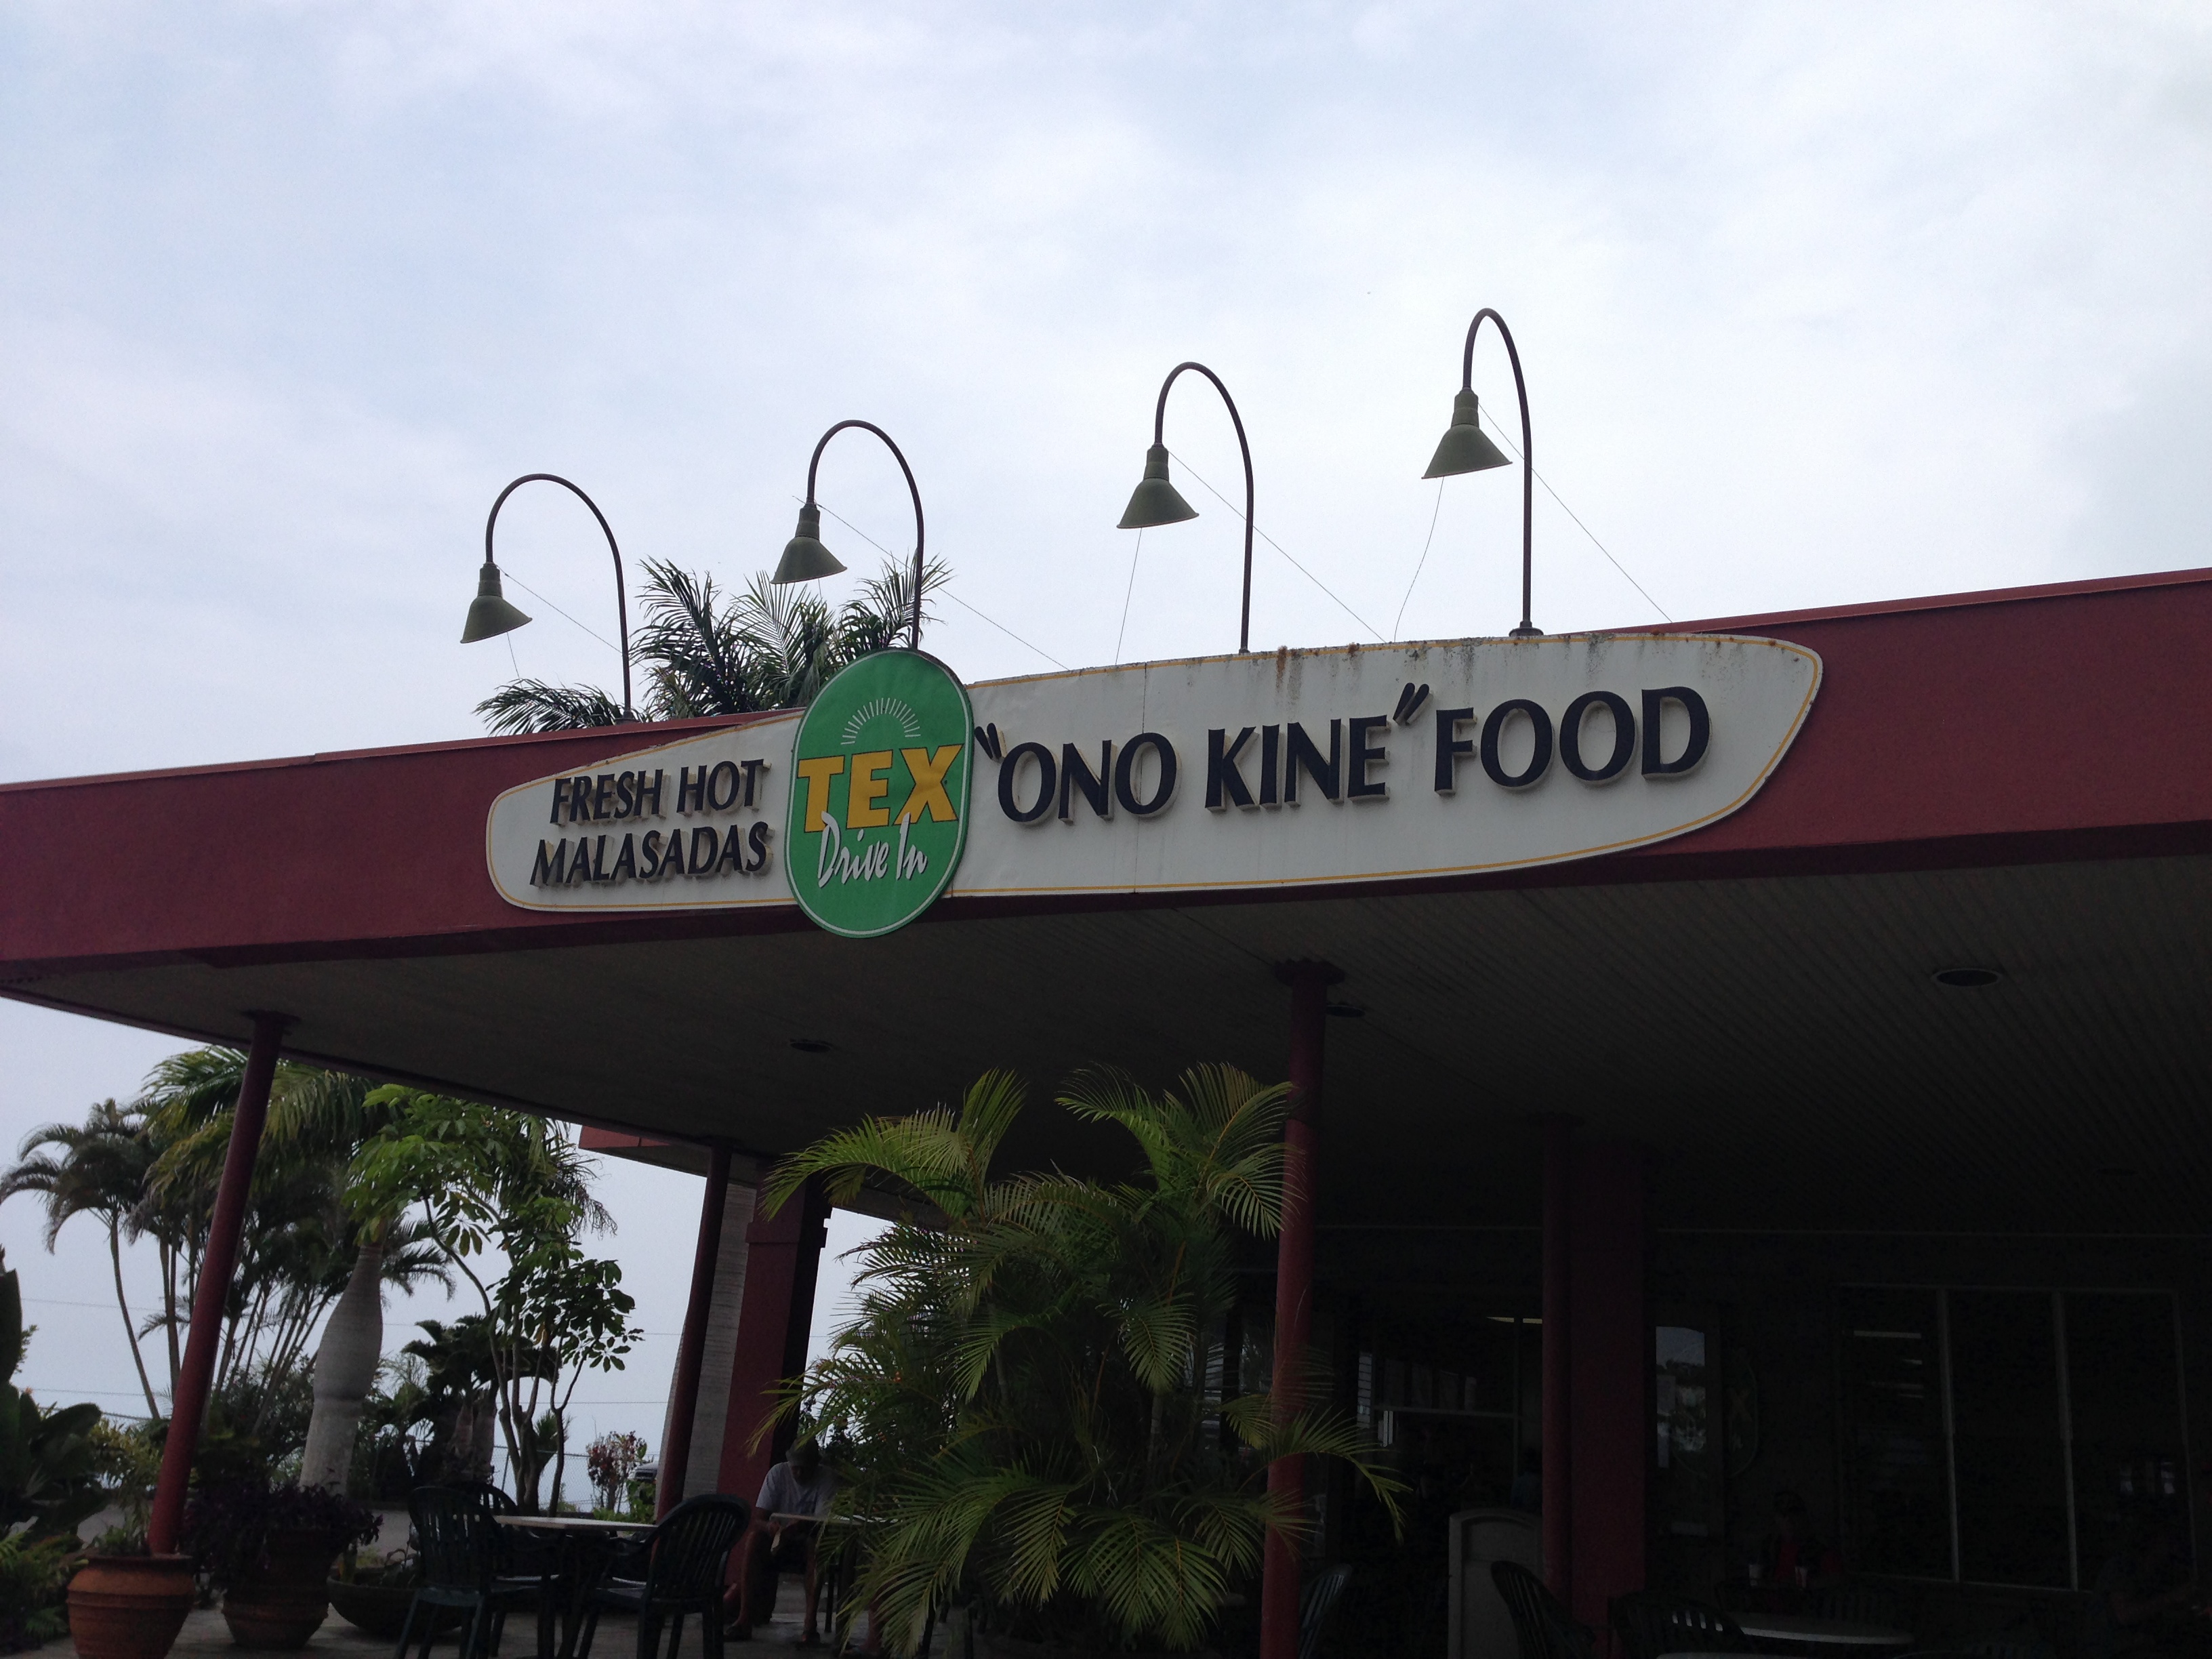 FRESH HOT
MALASADAS
TEX
Drive In
"ONO KINE" FOOD